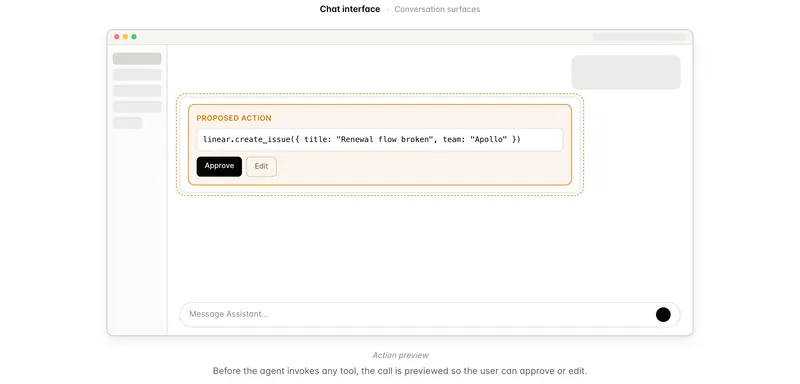 Chat interface · Conversation surfaces
PROPOSED ACTION
linear.create_issue({ title: "Renewal flow broken", team: "Apollo" })
Approve Edit
Message Assistant...
Action preview
Before the agent invokes any tool, the call is previewed so the user can approve or edit.